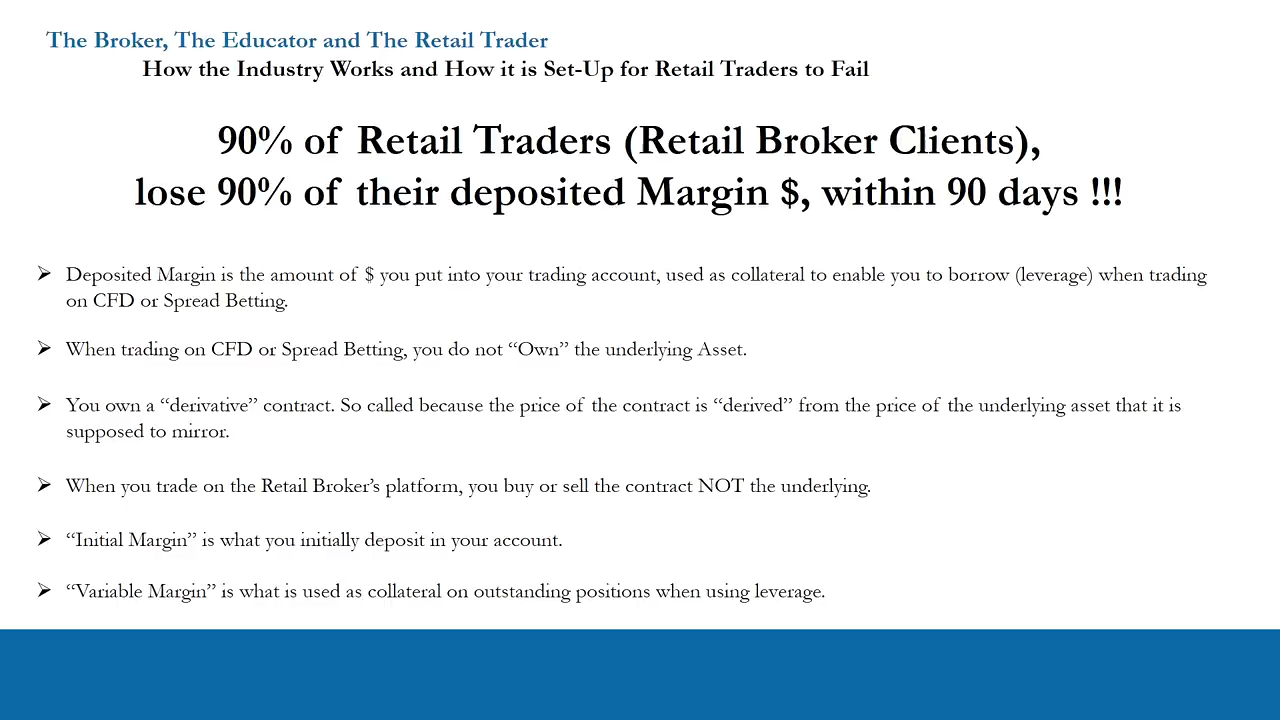 The Broker, The Educator and The Retail Trader
How the Industry Works and How it is Set-Up for Retail Traders to Fail
90% of Retail Traders (Retail Broker Clients),
lose 90% of their deposited Margin $, within 90 days !!!
➢ Deposited Margin is the amount of $ you put into your trading account, used as collateral to enable you to borrow (leverage) when trading
on CFD or Spread Betting.
➢ When trading on CFD or Spread Betting, you do not “Own” the underlying Asset.
➢ You own a “derivative” contract. So called because the price of the contract is “derived” from the price of the underlying asset that it is
supposed to mirror.
➢ When you trade on the Retail Broker’s platform, you buy or sell the contract NOT the underlying.
➢ “Initial Margin” is what you initially deposit in your account.
➢ “Variable Margin” is what is used as collateral on outstanding positions when using leverage.